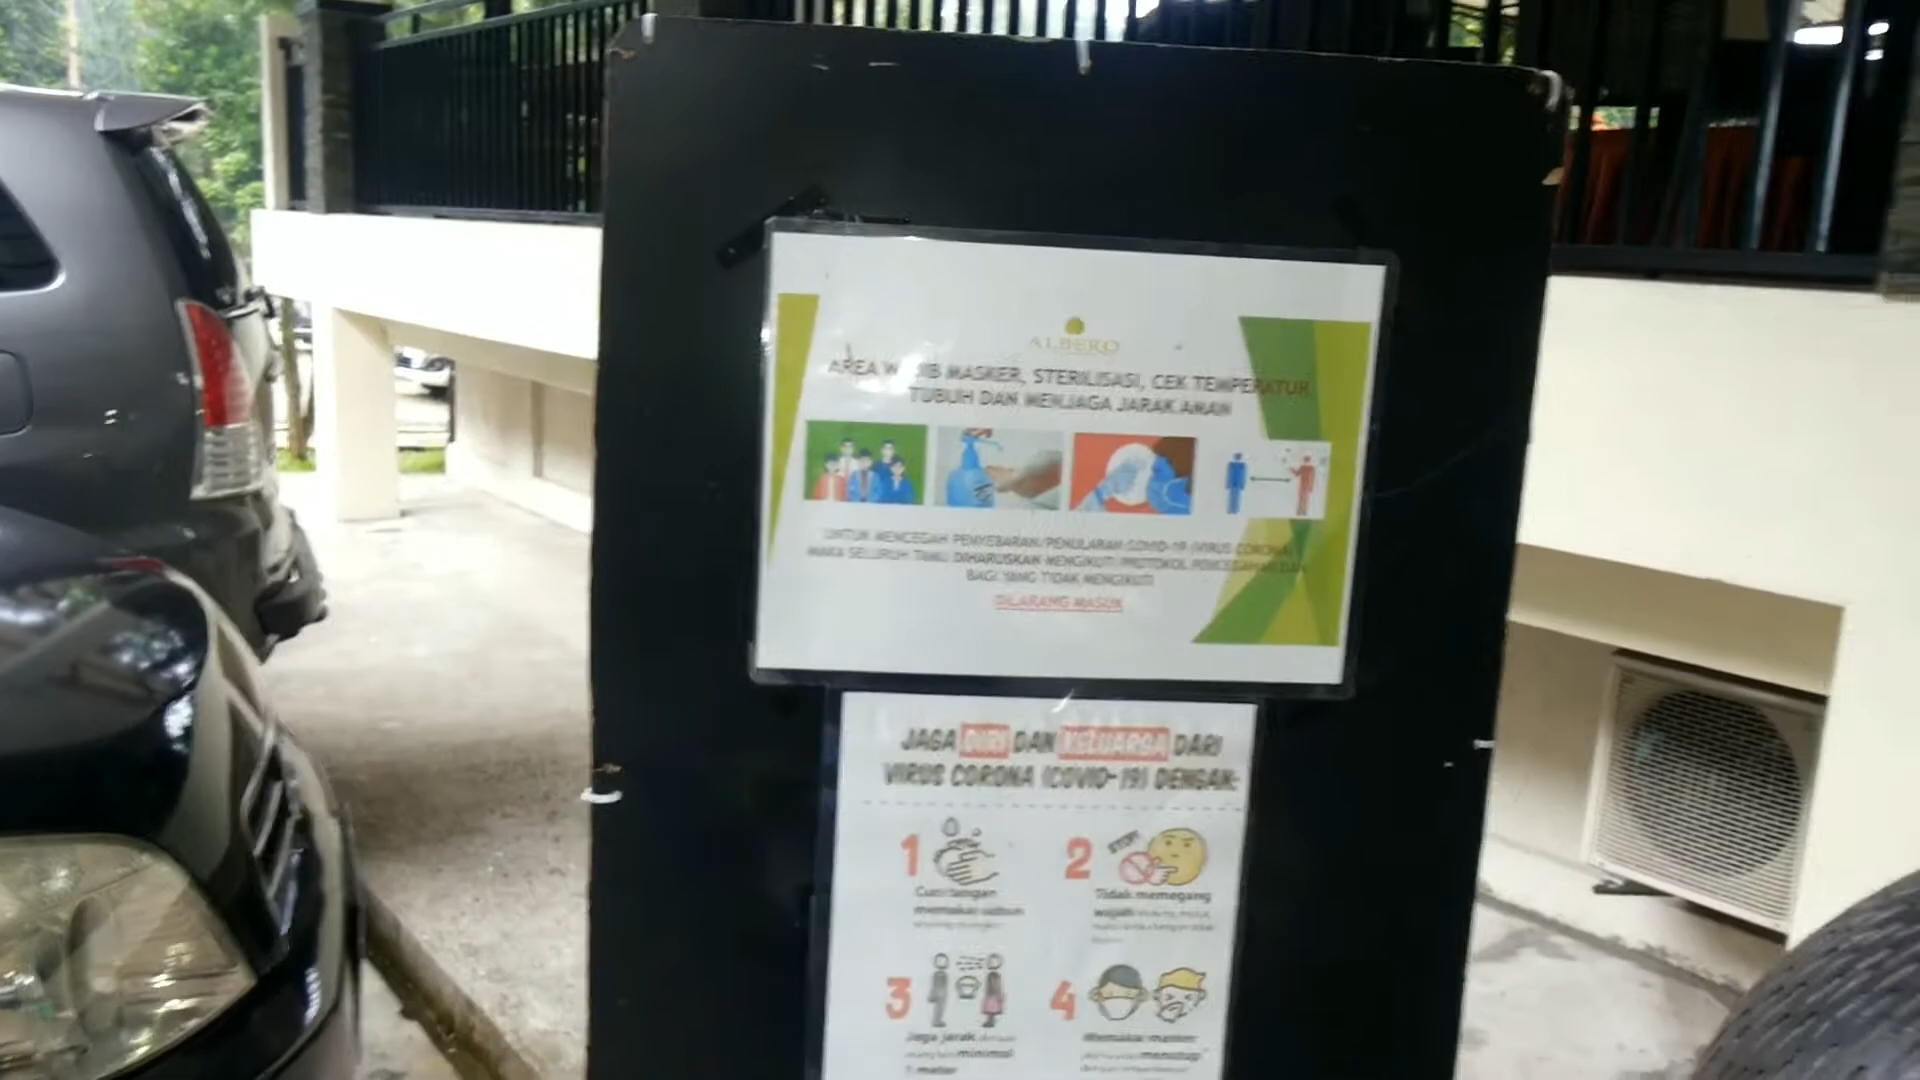 ALBERO
AREA WAJIB MASKER, STERILISASI, CEK TEMPERATUR
TUBUH DAN MENJAGA JARAK AMAN
UNTUK MENCEGAH PENYEBARAN/PENULARAN COVID-19 (VIRUS CORONA)
MAKA SELURUH TAMU DIHARUSKAN MENGIKUTI PROTOKOL PENCEGAHAN DAN
BAGI YANG TIDAK MENGIKUTI
DILARANG MASUK
JAGA DIRI DAN KELUARGA DARI
VIRUS CORONA (COVID-19) DENGAN:
1
Cuci tangan
memakai sabun
2
STOP!
Tidak memegang
wajah
3
Jaga jarak
minimal
1 meter
4
Memakai masker